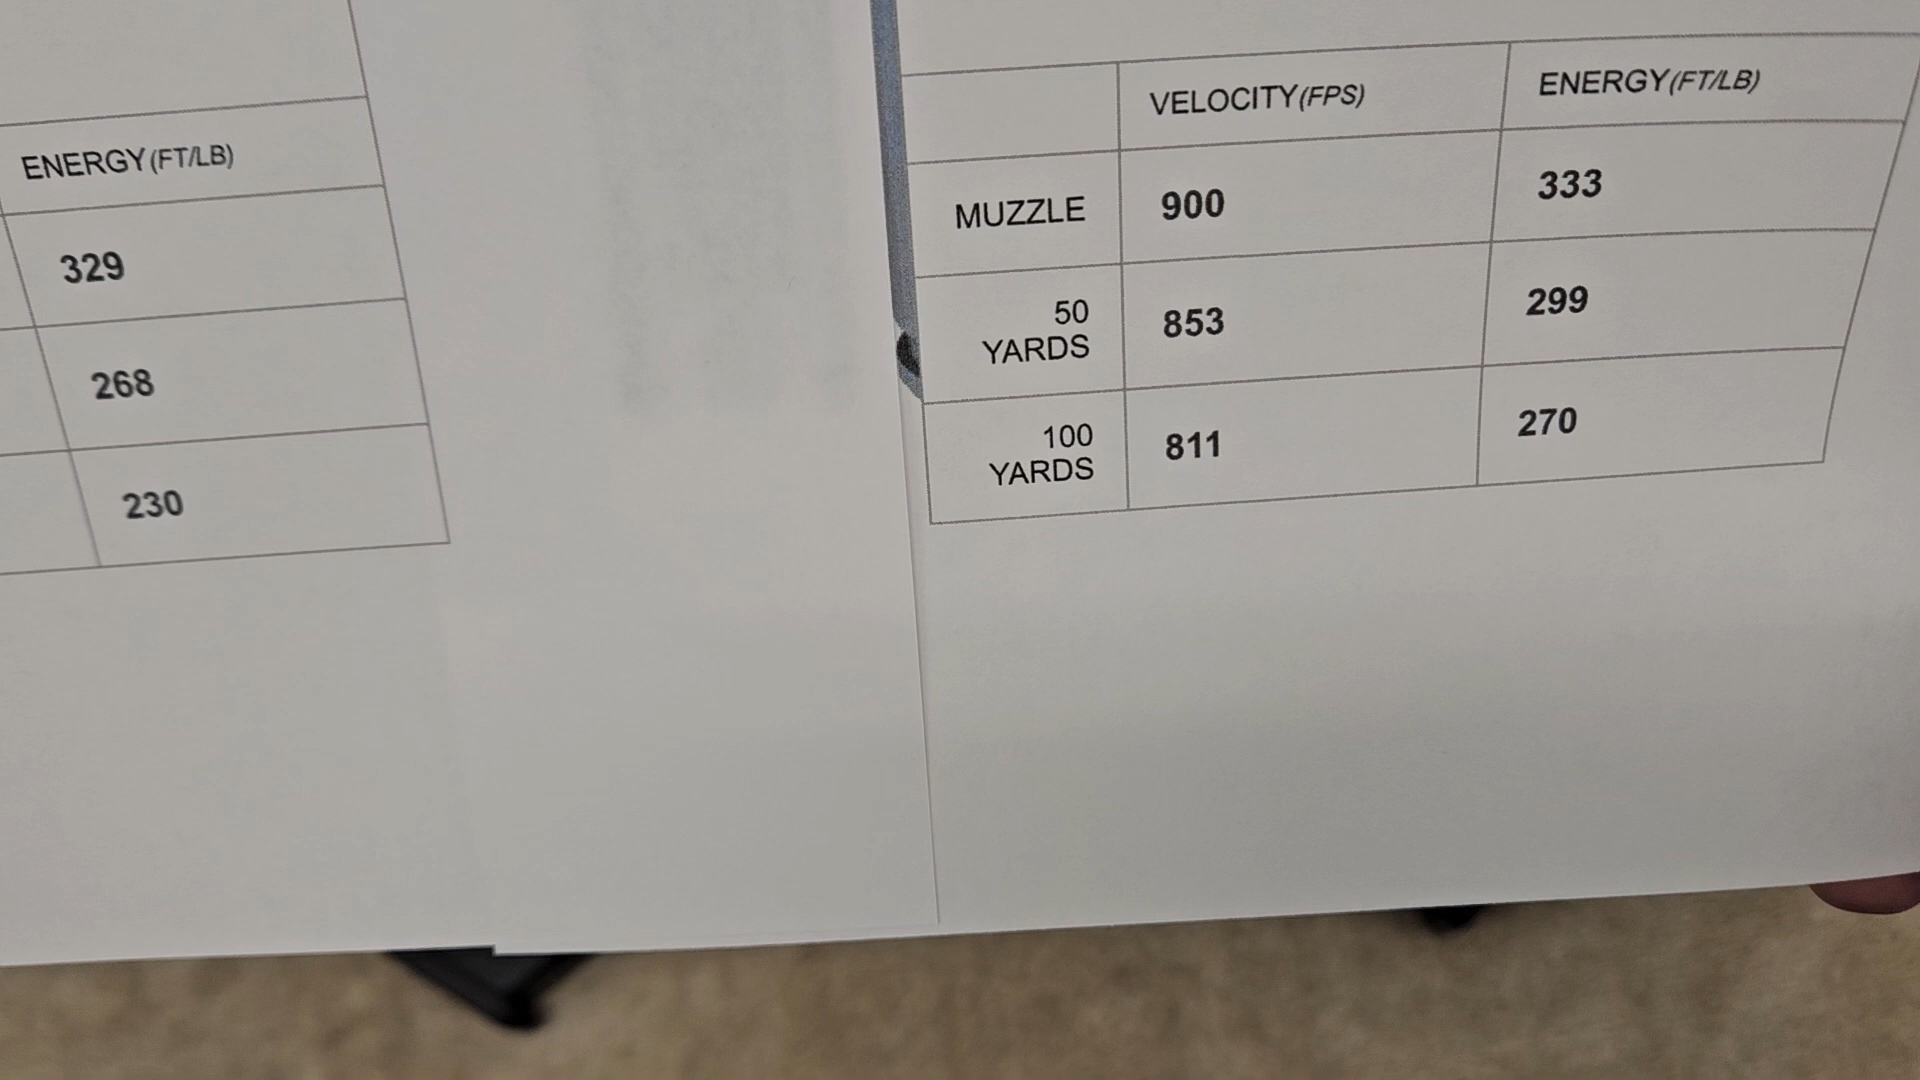 ENERGY(FT/LB)
329
268
230
VELOCITY(FPS) ENERGY(FT/LB)
MUZZLE 900 333
50
YARDS 853 299
100
YARDS 811 270